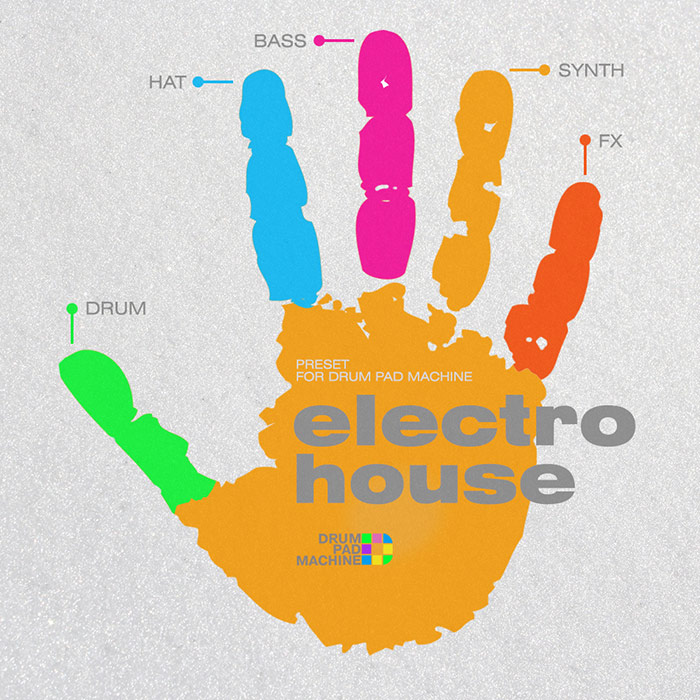 BASS
HAT
SYNTH
FX
DRUM
PRESET
FOR DRUM PAD MACHINE
electro
house
DRUM
PAD
MACHINE